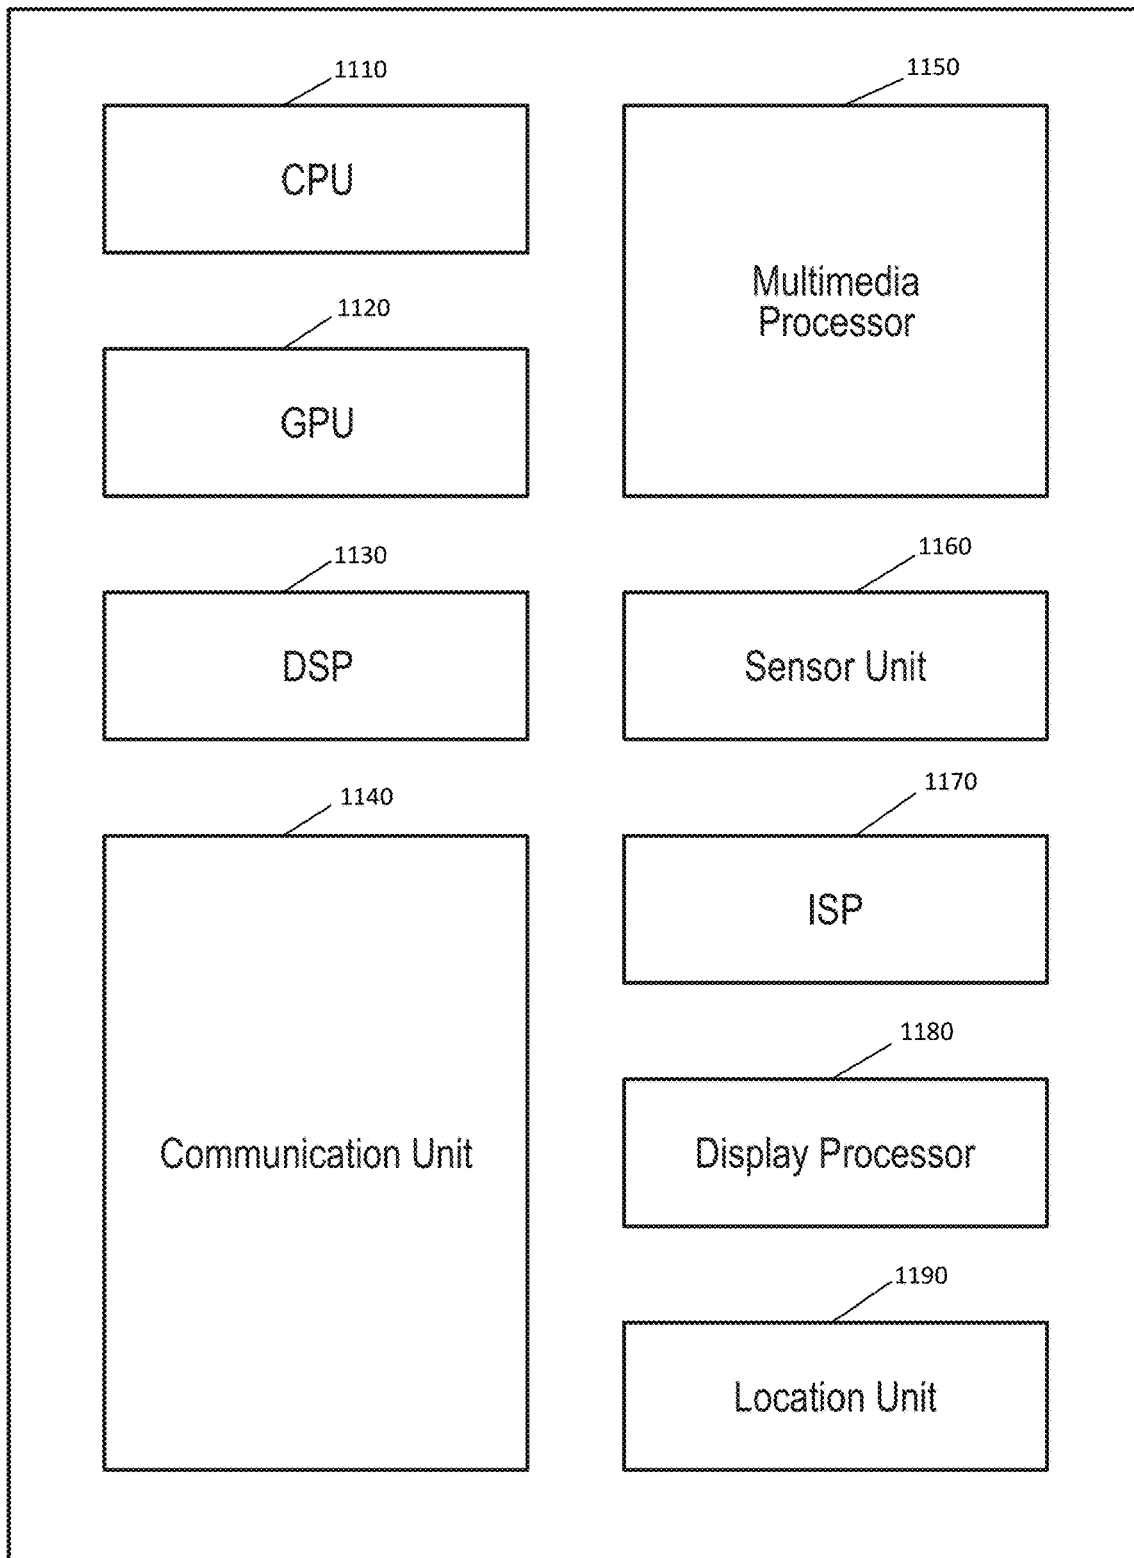 1110
CPU
1120
GPU
1130
DSP
1140
Communication Unit
1150
Multimedia
Processor
1160
Sensor Unit
1170
ISP
1180
Display Processor
1190
Location Unit